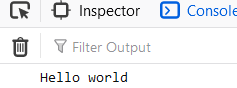 Inspector Console
Filter Output
Hello world